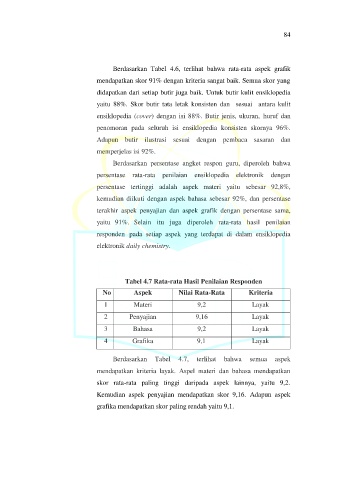 84
Berdasarkan Tabel 4.6, terlihat bahwa rata-rata aspek grafik
mendapatkan skor 91% dengan kriteria sangat baik. Semua skor yang
didapatkan dari setiap butir juga baik. Untuk butir kulit ensiklopedia
yaitu 88%. Skor butir tata letak konsisten dan sesuai antara kulit
ensiklopedia (cover) dengan isi 88%. Butir jenis, ukuran, huruf dan
penomoran pada seluruh isi ensiklopedia konsisten skornya 96%.
Adapun butir ilustrasi sesuai dengan pembaca sasaran dan
memperjelas isi 92%.
Berdasarkan persentase angket respon guru, diperoleh bahwa
persentase rata-rata penilaian ensiklopedia elektronik dengan
persentase tertinggi adalah aspek materi yaitu sebesar 92,8%,
kemudian diikuti dengan aspek bahasa sebesar 92%, dan persentase
terakhir aspek penyajian dan aspek grafik dengan persentase sama,
yaitu 91%. Selain itu juga diperoleh rata-rata hasil penilaian
responden pada setiap aspek yang terdapat di dalam ensiklopedia
elektronik daily chemistry.
Tabel 4.7 Rata-rata Hasil Penilaian Responden
No Aspek Nilai Rata-Rata Kriteria
1 Materi 9,2 Layak
2 Penyajian 9,16 Layak
3 Bahasa 9,2 Layak
4 Grafika 9,1 Layak
Berdasarkan Tabel 4.7, terlihat bahwa semua aspek
mendapatkan kriteria layak. Aspel materi dan bahasa mendapatkan
skor rata-rata paling tinggi daripada aspek lainnya, yaitu 9,2.
Kemudian aspek penyajian mendapatkan skor 9,16. Adapun aspek
grafika mendapatkan skor paling rendah yaitu 9,1.